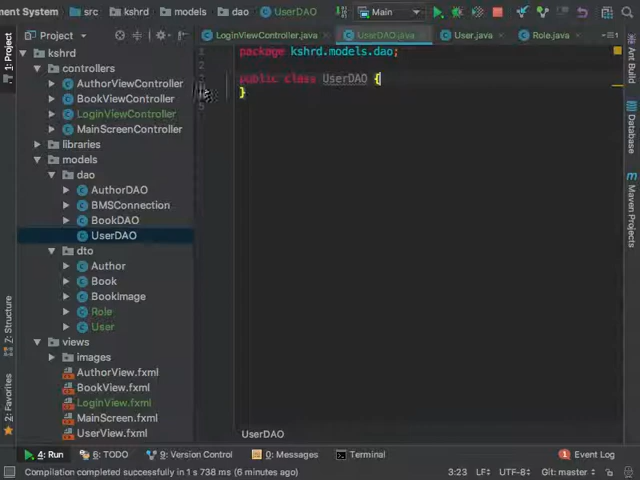 ment System
src
kshrd
models
dao
UserDAO
Main
1: Project
Project
LoginViewController.java
UserDAO.java
User.java
Role.java
kshrd
controllers
AuthorViewController
BookViewController
LoginViewController
MainScreenController
libraries
models
dao
AuthorDAO
BMSConnection
BookDAO
UserDAO
dto
Author
Book
BookImage
Role
User
views
images
AuthorView.fxml
BookView.fxml
LoginView.fxml
MainScreen.fxml
UserView.fxml
package kshrd.models.dao;
public class UserDAO {
}
UserDAO
Ant Build
Database
Maven Projects
7: Structure
2: Favorites
4: Run
6: TODO
9: Version Control
0: Messages
Terminal
1 Event Log
Compilation completed successfully in 1 s 738 ms (6 minutes ago)
3:23
LF
UTF-8
Git: master